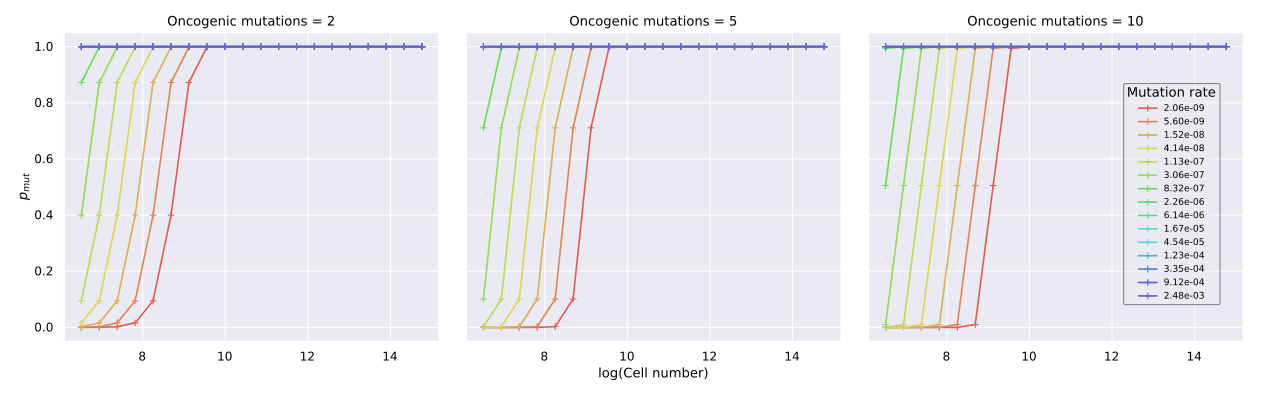 Oncogenic mutations = 2
Oncogenic mutations = 5
Oncogenic mutations = 10
1.0
0.8
0.6
0.4
0.2
0.0
p_mut
8 10 12 14
8 10 12 14
8 10 12 14
log(Cell number)
Mutation rate
2.06e-09
5.60e-09
1.52e-08
4.14e-08
1.13e-07
3.06e-07
8.32e-07
2.26e-06
6.14e-06
1.67e-05
4.54e-05
1.23e-04
3.35e-04
9.12e-04
2.48e-03